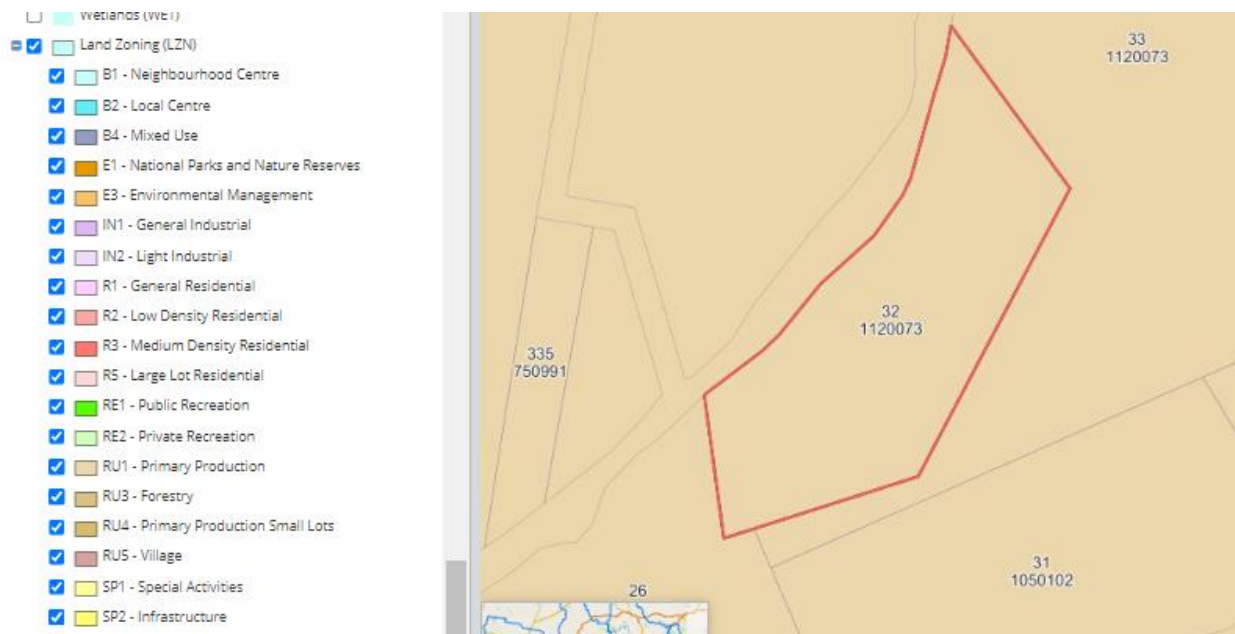 Wetlands (WET)
Land Zoning (LZN)
B1 - Neighbourhood Centre
B2 - Local Centre
B4 - Mixed Use
E1 - National Parks and Nature Reserves
E3 - Environmental Management
IN1 - General Industrial
IN2 - Light Industrial
R1 - General Residential
R2 - Low Density Residential
R3 - Medium Density Residential
R5 - Large Lot Residential
RE1 - Public Recreation
RE2 - Private Recreation
RU1 - Primary Production
RU3 - Forestry
RU4 - Primary Production Small Lots
RU5 - Village
SP1 - Special Activities
SP2 - Infrastructure
33
1120073
32
1120073
335
750991
31
1050102
26